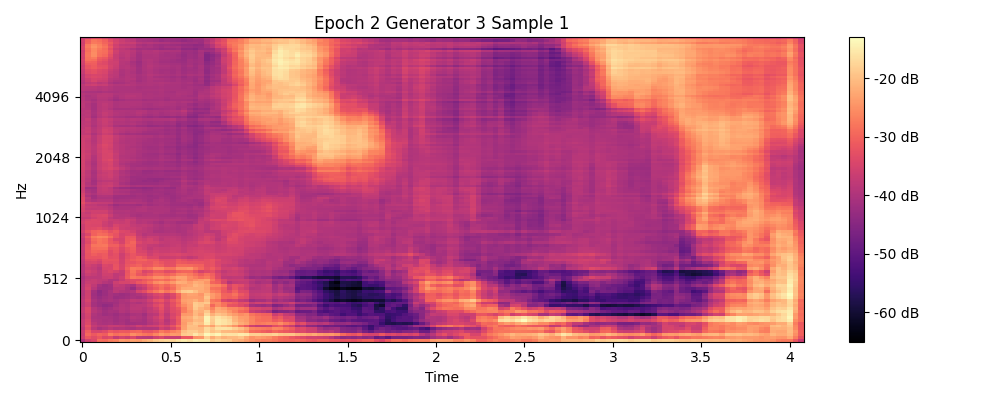 Epoch 2 Generator 3 Sample 1
Hz
4096
2048
1024
512
0
0 0.5 1 1.5 2 2.5 3 3.5 4
Time
-20 dB
-30 dB
-40 dB
-50 dB
-60 dB